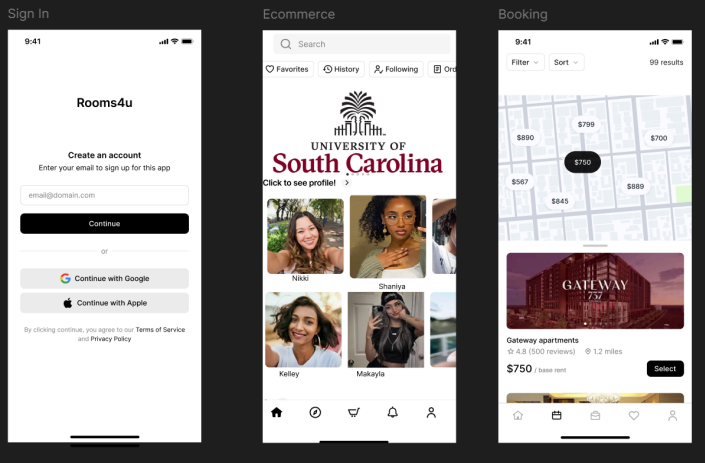 Sign In
9:41
Rooms4u
Create an account
Enter your email to sign up for this app
email@domain.com
Continue
or
Continue with Google
Continue with Apple
By clicking continue, you agree to our Terms of Service
and Privacy Policy
Ecommerce
Search
Favorites
History
Following
Ord
UNIVERSITY OF
South Carolina
Click to see profile!
Nikki
Shaniya
Kelley
Makayla
Booking
9:41
Filter
Sort
99 results
$799
$890
$700
$750
$567
$889
$845
GATEWAY
737
Gateway apartments
4.8 (500 reviews)
1.2 miles
$750 / base rent
Select